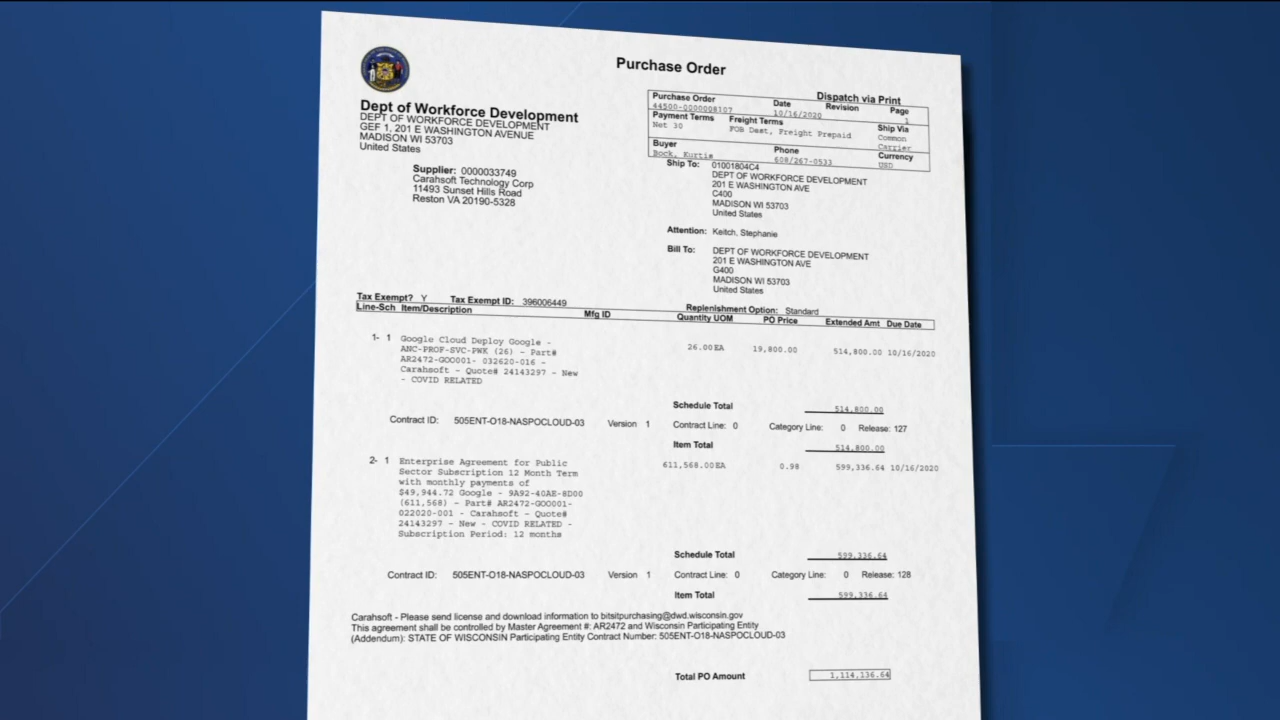 Purchase Order
Dispatch via Print
Dept of Workforce Development
DEPT OF WORKFORCE DEVELOPMENT
GEF 1, 201 E WASHINGTON AVENUE
MADISON WI 53703
United States
Supplier: 0000033749
Carahsoft Technology Corp
11493 Sunset Hills Road
Reston VA 20190-5328
Purchase Order Date Revision Page
44500-0000008107 10/16/2020 1
Payment Terms Freight Terms Ship Via
Net 30 FOB Dest, Freight Prepaid Common
Carrier
Buyer Phone Currency
Bock, Kurtis 608/267-0533 USD
Ship To: 01001804C4
DEPT OF WORKFORCE DEVELOPMENT
201 E WASHINGTON AVE
C400
MADISON WI 53703
United States
Attention: Keitch, Stephanie
Bill To: DEPT OF WORKFORCE DEVELOPMENT
201 E WASHINGTON AVE
G400
MADISON WI 53703
United States
Tax Exempt? Y Tax Exempt ID: 396006449 Replenishment Option: Standard
Line-Sch Item/Description Mfg ID Quantity UOM PO Price Extended Amt Due Date
1- 1 Google Cloud Deploy Google - 26.00EA 19,800.00 514,800.00 10/16/2020
ANC-PROF-SVC-PWK (26) - Part#
AR2472-GOO001- 032620-016 -
Carahsoft - Quote# 24143297 - New
- COVID RELATED
Schedule Total 514,800.00
Contract ID: 505ENT-O18-NASPOCLOUD-03 Version 1 Contract Line: 0 Category Line: 0 Release: 127
Item Total 514,800.00
2- 1 Enterprise Agreement for Public 611,568.00EA 0.98 599,336.64 10/16/2020
Sector Subscription 12 Month Term
with monthly payments of
$49,944.72 Google - 9A92-40AE-8D00
(611,568) - Part# AR2472-GOO001-
022020-001 - Carahsoft - Quote#
24143297 - New - COVID RELATED -
Subscription Period: 12 months
Schedule Total 599,336.64
Contract ID: 505ENT-O18-NASPOCLOUD-03 Version 1 Contract Line: 0 Category Line: 0 Release: 128
Item Total 599,336.64
Carahsoft - Please send license and download information to bitsitpurchasing@dwd.wisconsin.gov
This agreement shall be controlled by Master Agreement #: AR2472 and Wisconsin Participating Entity
(Addendum): STATE OF WISCONSIN Participating Entity Contract Number: 505ENT-O18-NASPOCLOUD-03
Total PO Amount 1,114,136.64